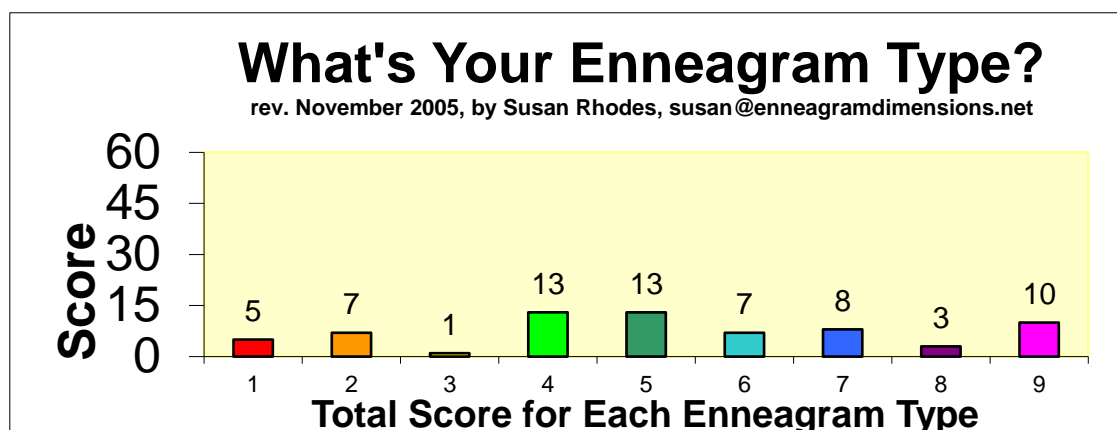 What's Your Enneagram Type?
rev. November 2005, by Susan Rhodes, susan@enneagramdimensions.net
Score
60
45
30
15
0
5 7 1 13 13 7 8 3 10
1 2 3 4 5 6 7 8 9
Total Score for Each Enneagram Type